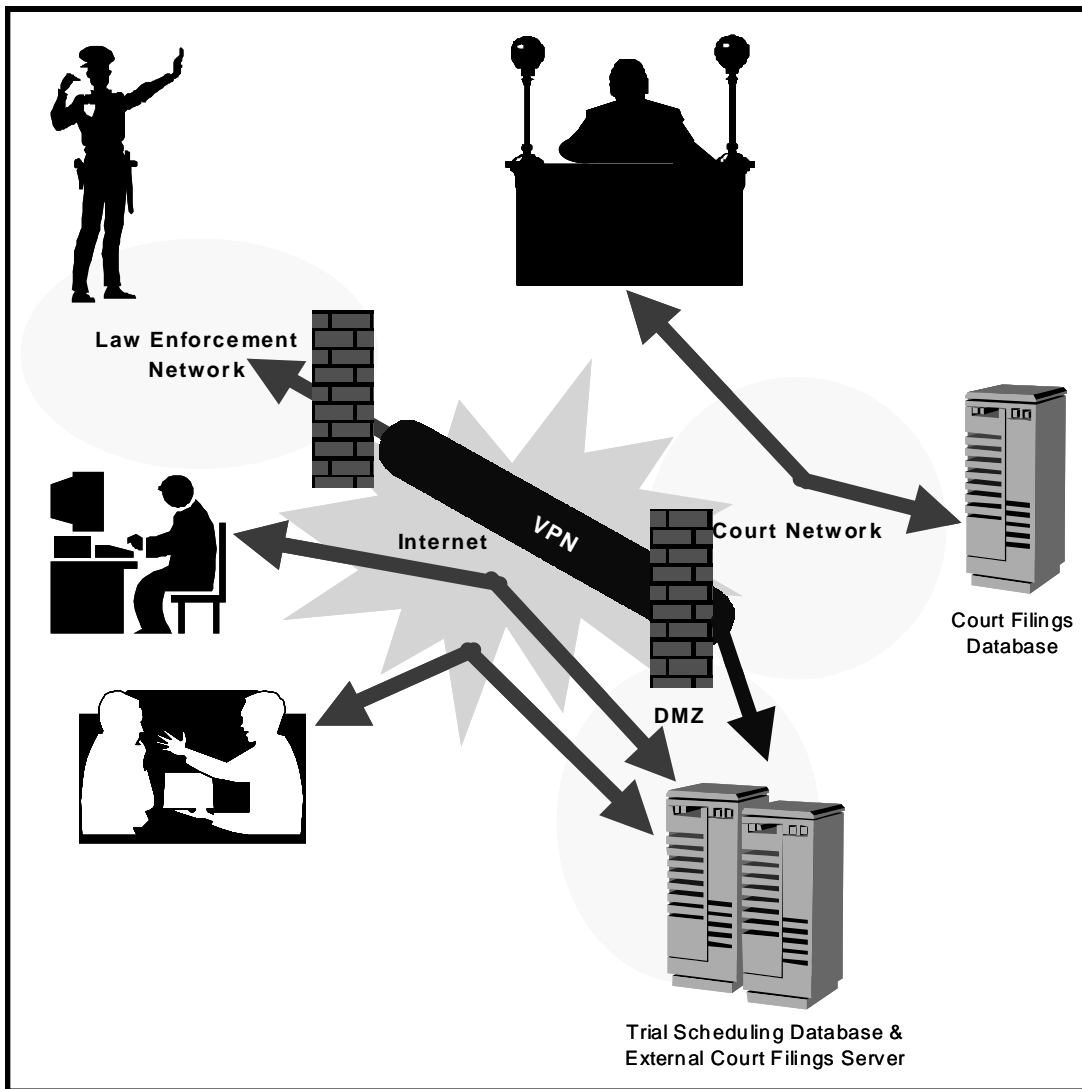 Law Enforcement
Network
Internet
VPN
Court Network
Court Filings
Database
DMZ
Trial Scheduling Database &
External Court Filings Server